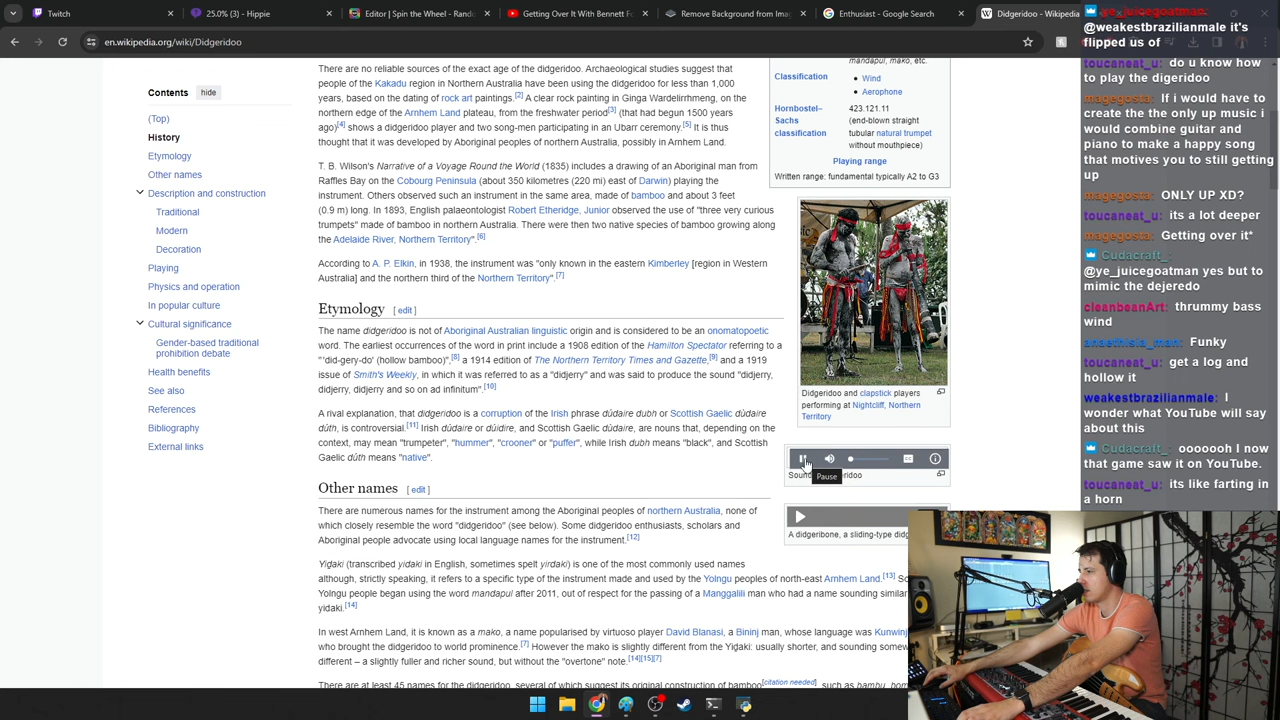 Twitch
25.0% (3) - Hippie
Editor | Spin the Wheel - Rand
Getting Over It With Bennett F
Remove Background from Ima
Enthusiast - Google Search
Didgeridoo - Wikipedia
en.wikipedia.org/wiki/Didgeridoo
Contents hide
(Top)
History
Etymology
Other names
Description and construction
Traditional
Modern
Decoration
Playing
Physics and operation
In popular culture
Cultural significance
Gender-based traditional
prohibition debate
Health benefits
See also
References
Bibliography
External links
There are no reliable sources of the exact age of the didgeridoo. Archaeological studies suggest that
people of the Kakadu region in Northern Australia have been using the didgeridoo for less than 1,000
years, based on the dating of rock art paintings.[2] A clear rock painting in Ginga Wardelirrhmeng, on the
northern edge of the Arnhem Land plateau, from the freshwater period[3] (that had begun 1500 years
ago)[4] shows a didgeridoo player and two song-men participating in an Ubarr ceremony.[5] It is thus
thought that it was developed by Aboriginal peoples of northern Australia, possibly in Arnhem Land.
T. B. Wilson's Narrative of a Voyage Round the World (1835) includes a drawing of an Aboriginal man from
Raffles Bay on the Cobourg Peninsula (about 350 kilometres (220 mi) east of Darwin) playing the
instrument. Others observed such an instrument in the same area, made of bamboo and about 3 feet
(0.9 m) long. In 1893, English palaeontologist Robert Etheridge, Junior observed the use of "three very curious
trumpets" made of bamboo in northern Australia. There were then two native species of bamboo growing along
the Adelaide River, Northern Territory".[6]
According to A. P. Elkin, in 1938, the instrument was "only known in the eastern Kimberley [region in Western
Australia] and the northern third of the Northern Territory".[7]
Etymology [ edit ]
The name didgeridoo is not of Aboriginal Australian linguistic origin and is considered to be an onomatopoetic
word. The earliest occurrences of the word in print include a 1908 edition of the Hamilton Spectator referring to a
"'did-gery-do' (hollow bamboo)",[8] a 1914 edition of The Northern Territory Times and Gazette,[9] and a 1919
issue of Smith's Weekly, in which it was referred to as a "didjerry" and was said to produce the sound "didjerry,
didjerry, didjerry and so on ad infinitum".[10]
A rival explanation, that didgeridoo is a corruption of the Irish phrase dúdaire dubh or Scottish Gaelic dùdaire
dùth, is controversial.[11] Irish dúdaire or dúidire, and Scottish Gaelic dùdaire, are nouns that, depending on the
context, may mean "trumpeter", "hummer", "crooner" or "puffer", while Irish dubh means "black", and Scottish
Gaelic dùth means "native".
Other names [ edit ]
There are numerous names for the instrument among the Aboriginal peoples of northern Australia, none of
which closely resemble the word "didgeridoo" (see below). Some didgeridoo enthusiasts, scholars and
Aboriginal people advocate using local language names for the instrument.[12]
Yiḏaki (transcribed yidaki in English, sometimes spelt yirdaki) is one of the most commonly used names
although, strictly speaking, it refers to a specific type of the instrument made and used by the Yolngu peoples of north-east Arnhem Land.[13] So
Yolngu people began using the word mandapul after 2011, out of respect for the passing of a Manggalili man who had a name sounding similar
yidaki.[14]
In west Arnhem Land, it is known as a mako, a name popularised by virtuoso player David Blanasi, a Bininj man, whose language was Kunwinj
who brought the didgeridoo to world prominence.[7] However the mako is slightly different from the Yiḏaki: usually shorter, and sounding somew
different – a slightly fuller and richer sound, but without the "overtone" note.[14][15][7]
There are at least 45 names for the didgeridoo, several of which suggest its original construction of bamboo[citation needed], such as bambu, bom
mandapul, mako, etc.
Classification
Wind
Aerophone
Hornbostel–
Sachs
classification
423.121.11
(end-blown straight
tubular natural trumpet
without mouthpiece)
Playing range
Written range: fundamental typically A2 to G3
Didgeridoo and clapstick players
performing at Nightcliff, Northern
Territory
Pause
Soun
idoo
A didgeribone, a sliding-type didg
ye_juicegoatman:
@weakestbrazilianmale it's
flipped us of
toucaneat_u: do u know how
to play the digeridoo
magegosta: If i would have to
create the the only up music i
would combine guitar and
piano to make a happy song
that motives you to still getting
up
magegosta: ONLY UP XD?
toucaneat_u: its a lot deeper
magegosta: Getting over it*
Cudacraft_:
@ye_juicegoatman yes but to
mimic the dejeredo
cleanbeanArt: thrummy bass
wind
anaethisia_man: Funky
toucaneat_u: get a log and
hollow it
weakestbrazilianmale: I
wonder what YouTube will say
about this
Cudacraft_: ooooooh I now
that game saw it on YouTube.
toucaneat_u: its like farting in
a horn